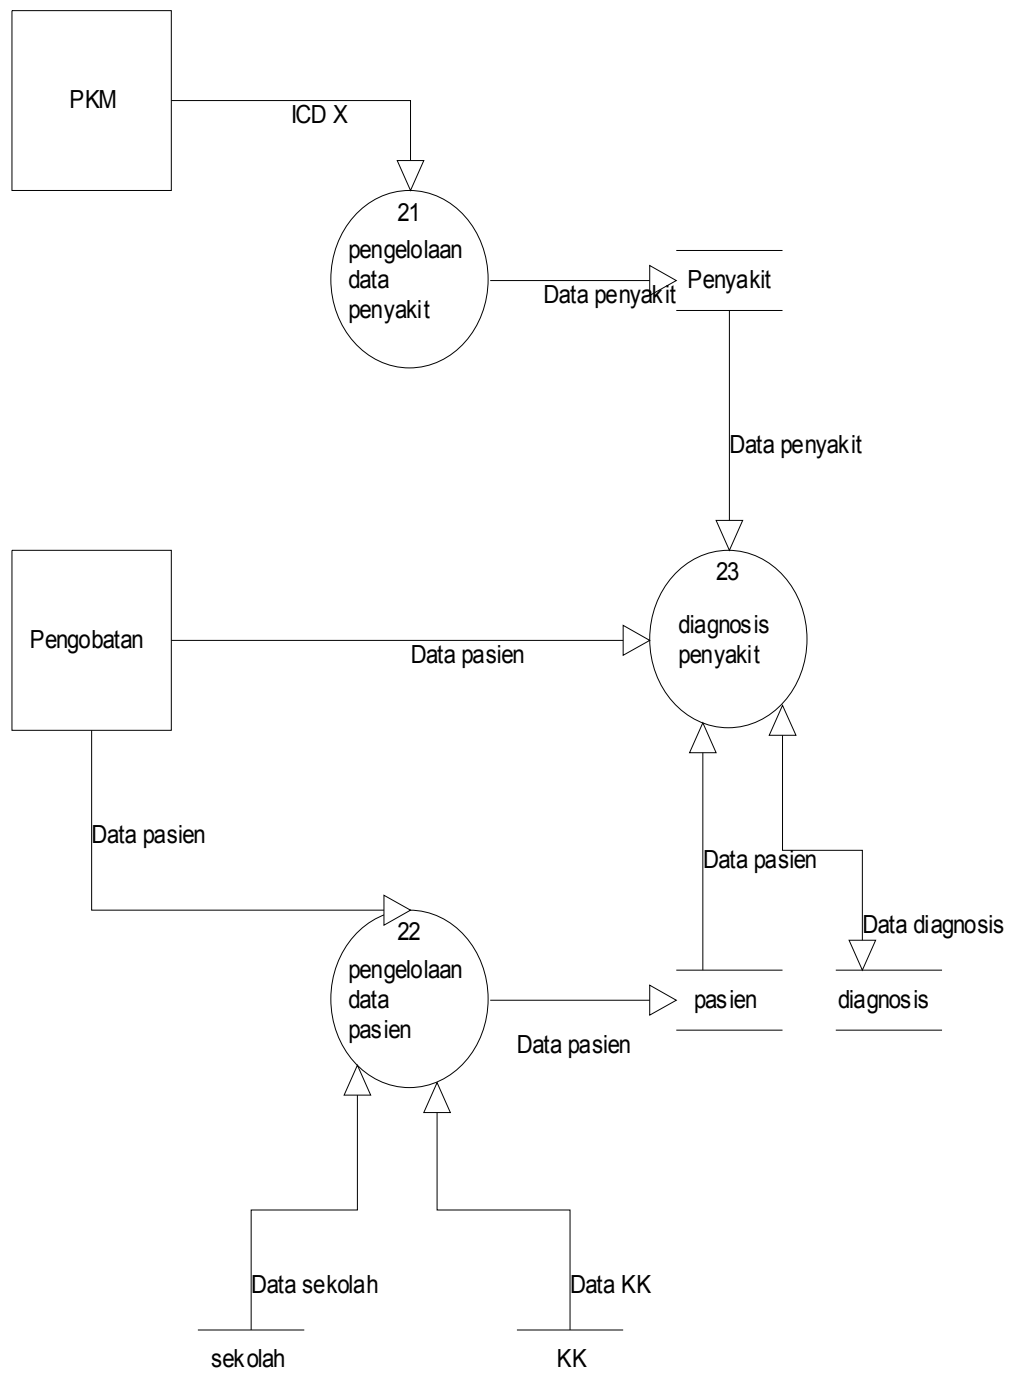 PKM
ICD X
21
pengelolaan
data
penyakit
Data penyakit
Penyakit
Data penyakit
23
diagnosis
penyakit
Pengobatan
Data pasien
Data pasien
Data pasien
Data diagnosis
22
pengelolaan
data
pasien
Data pasien
pasien
diagnosis
Data sekolah
Data KK
sekolah
KK